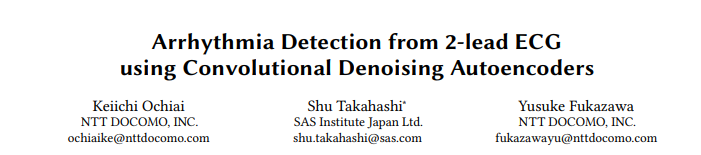 Arrhythmia Detection from 2-lead ECG
using Convolutional Denoising Autoencoders
Keiichi Ochiai
NTT DOCOMO, INC.
ochiaike@nttdocomo.com
Shu Takahashi*
SAS Institute Japan Ltd.
shu.takahashi@sas.com
Yusuke Fukazawa
NTT DOCOMO, INC.
fukazawayu@nttdocomo.com